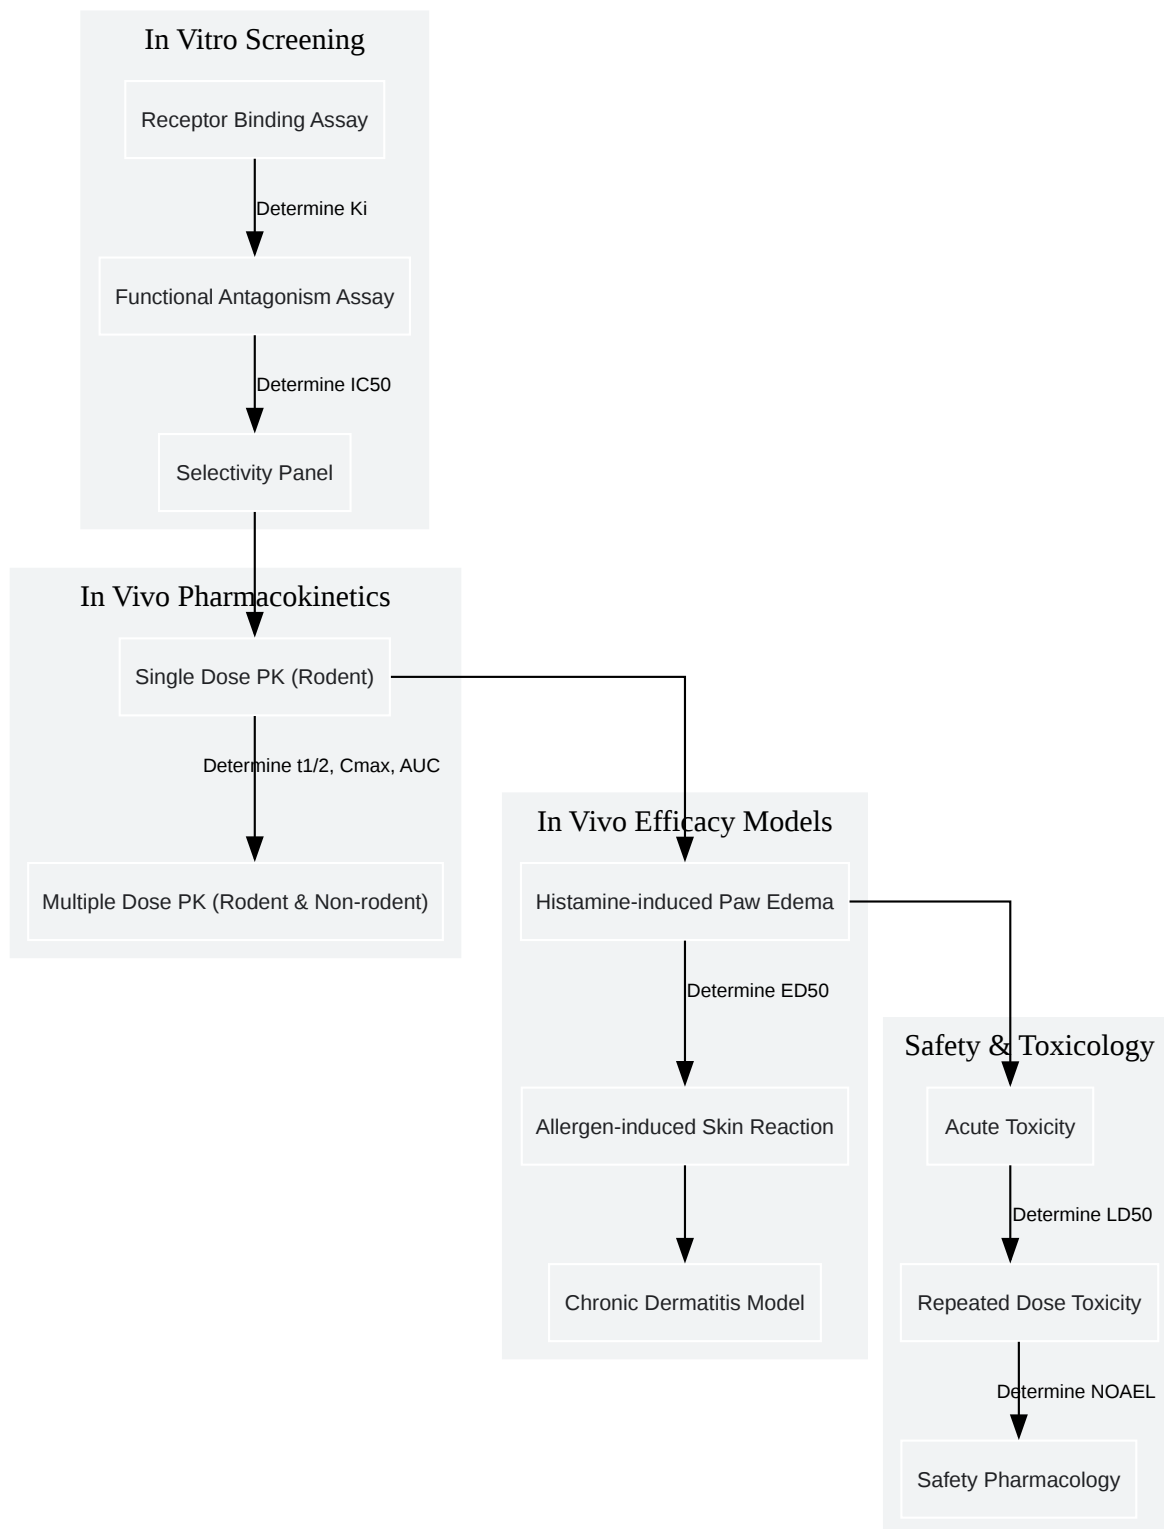 In Vitro Screening
Receptor Binding Assay
Determine Ki
Functional Antagonism Assay
Determine IC50
Selectivity Panel
In Vivo Pharmacokinetics
Single Dose PK (Rodent)
Determine t1/2, Cmax, AUC
Multiple Dose PK (Rodent & Non-rodent)
In Vivo Efficacy Models
Histamine-induced Paw Edema
Determine ED50
Allergen-induced Skin Reaction
Chronic Dermatitis Model
Safety & Toxicology
Acute Toxicity
Determine LD50
Repeated Dose Toxicity
Determine NOAEL
Safety Pharmacology